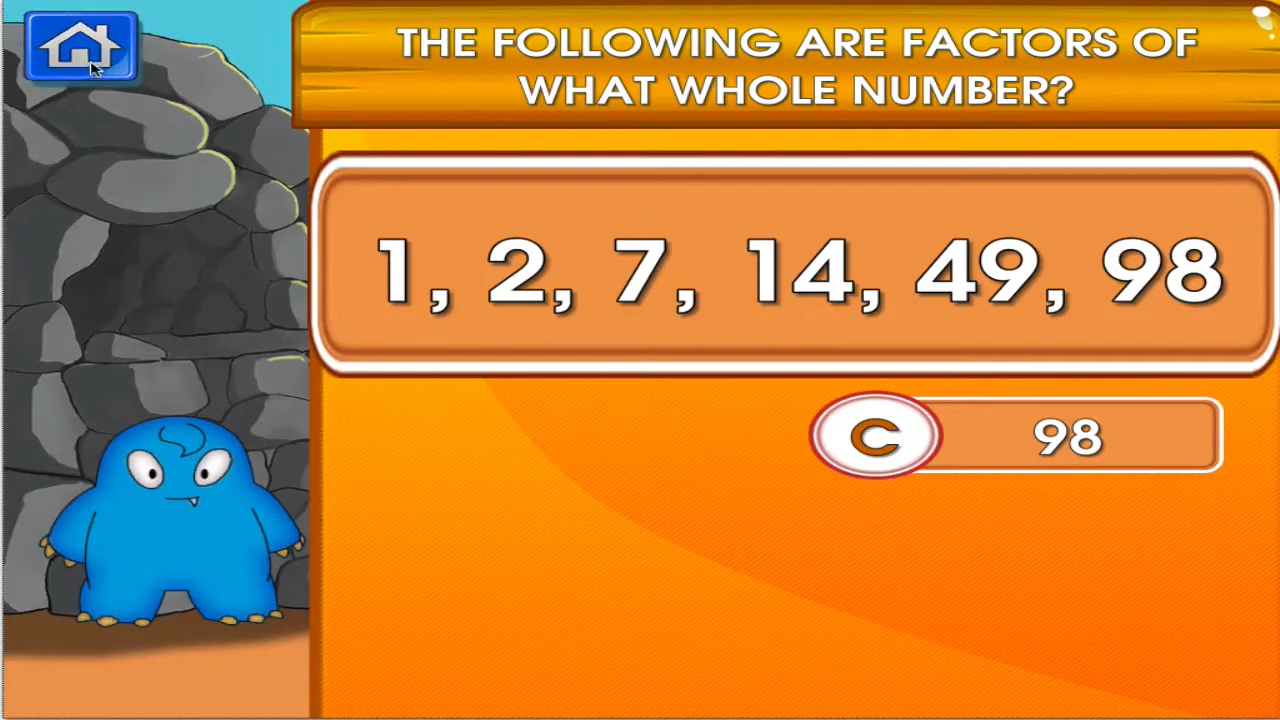 THE FOLLOWING ARE FACTORS OF
WHAT WHOLE NUMBER?
1, 2, 7, 14, 49, 98
C 98